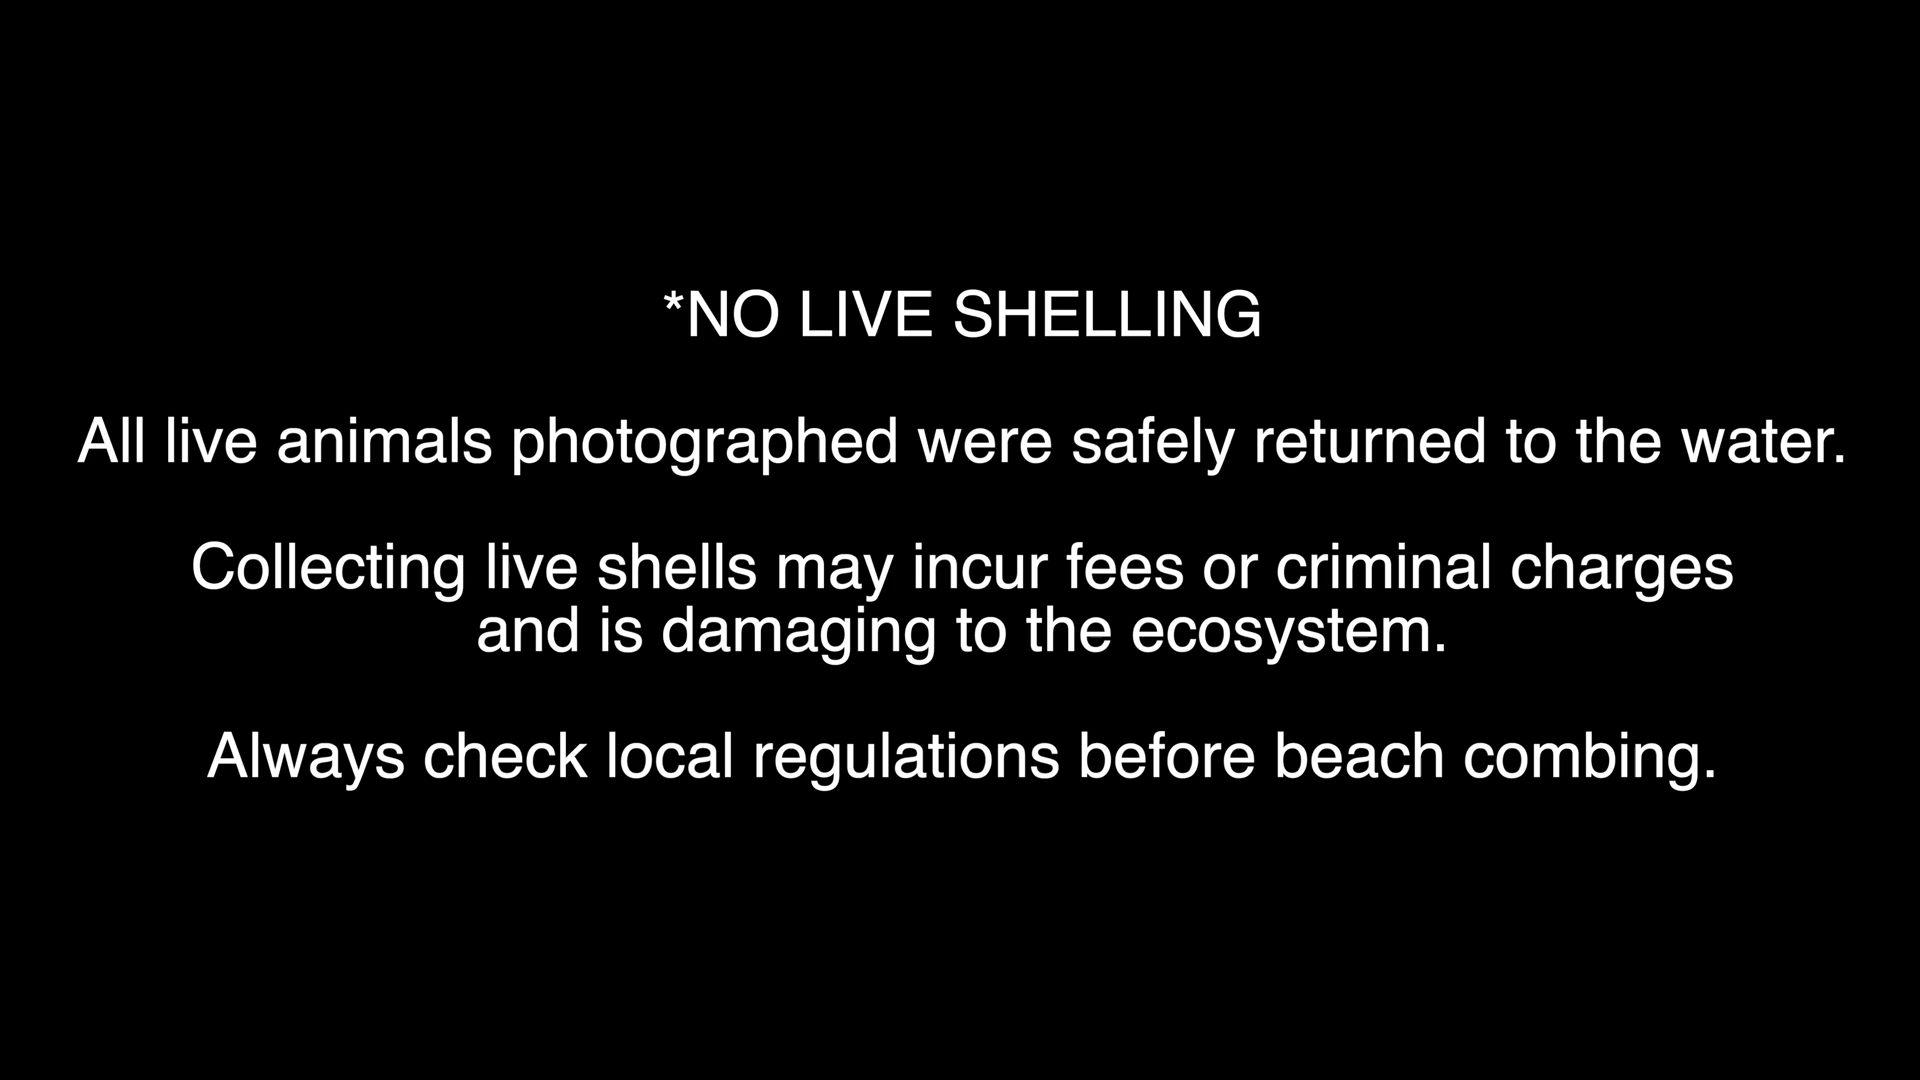 *NO LIVE SHELLING
All live animals photographed were safely returned to the water.
Collecting live shells may incur fees or criminal charges
and is damaging to the ecosystem.
Always check local regulations before beach combing.